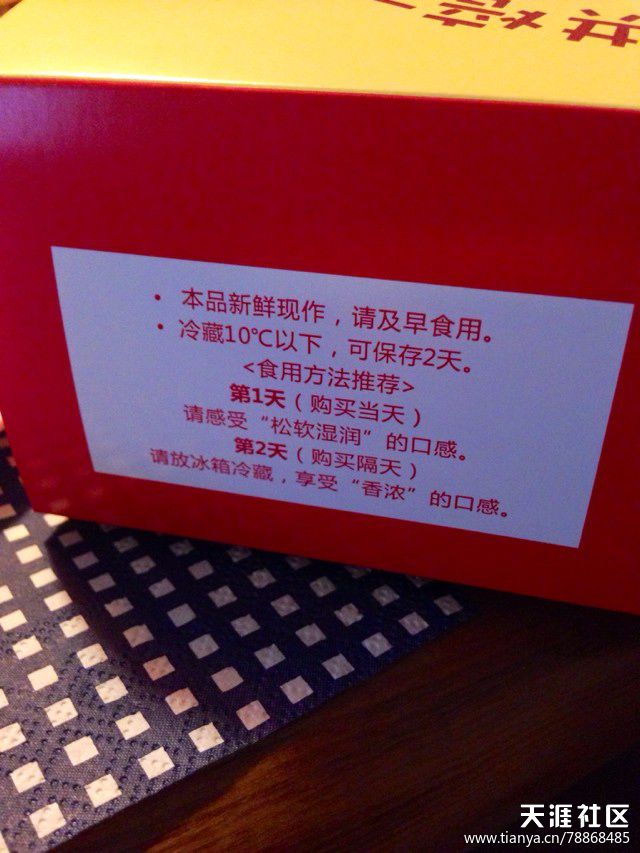 烘焙
• 本品新鲜现作，请及早食用。
• 冷藏10℃以下，可保存2天。
<食用方法推荐>
第1天（购买当天）
请感受“松软湿润”的口感。
第2天（购买隔天）
请放冰箱冷藏，享受“香浓”的口感。
天涯社区
www.tianya.cn/78868485